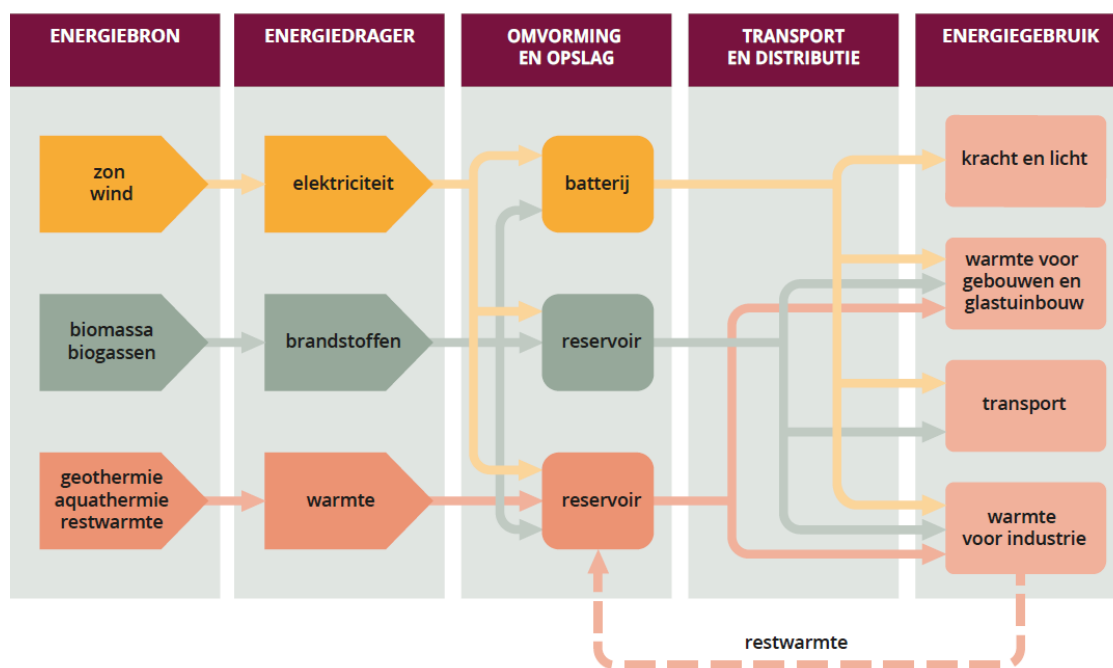 ENERGIEBRON
ENERGIEDRAGER
OMVORMING
EN OPSLAG
TRANSPORT
EN DISTRIBUTIE
ENERGIEGEBRUIK
zon
wind
elektriciteit
batterij
kracht en licht
warmte voor
gebouwen en
glastuinbouw
biomassa
biogassen
brandstoffen
reservoir
transport
geothermie
aquathermie
restwarmte
warmte
reservoir
warmte
voor industrie
restwarmte